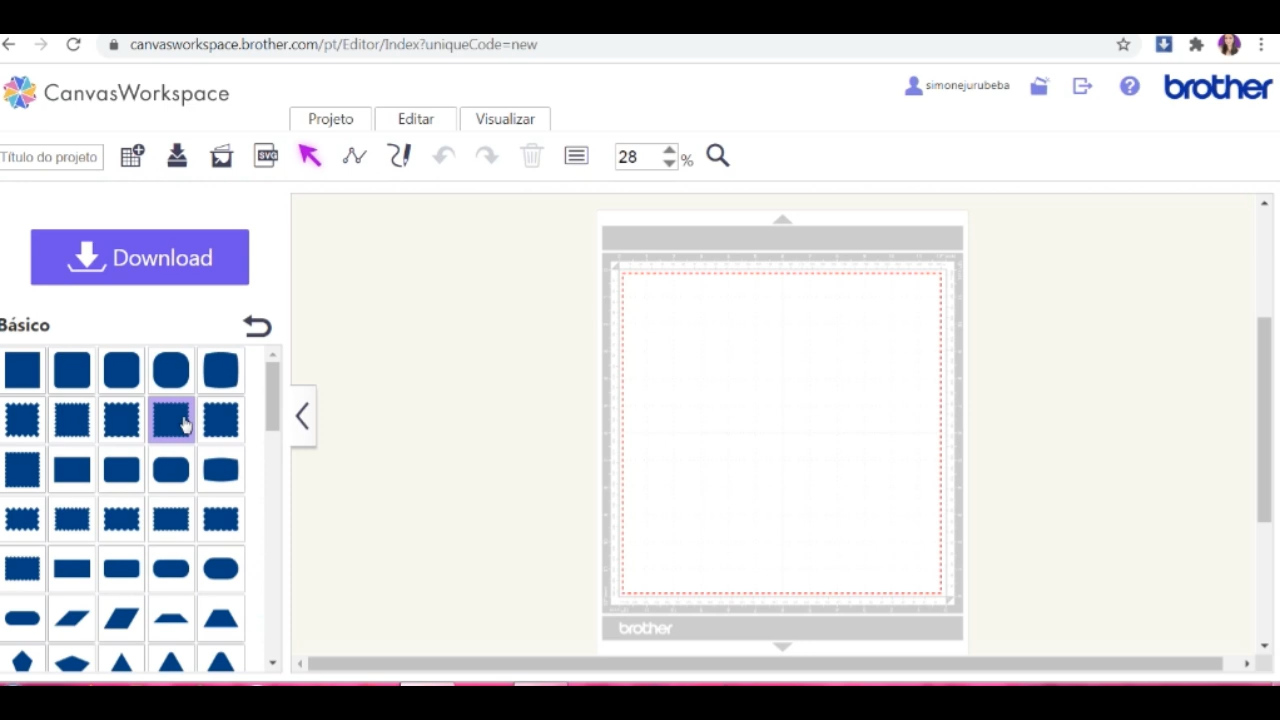 canvasworkspace.brother.com/pt/Editor/Index?uniqueCode=new
CanvasWorkspace
simonejurubeba
?
brother
Projeto
Editar
Visualizar
Título do projeto
SVG
28
%
Download
Básico
brother